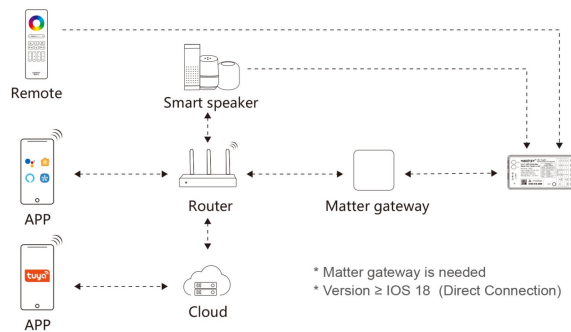 Remote
Smart speaker
APP
Router
Matter gateway
tuya
APP
Cloud
* Matter gateway is needed
* Version ≥ IOS 18 (Direct Connection)